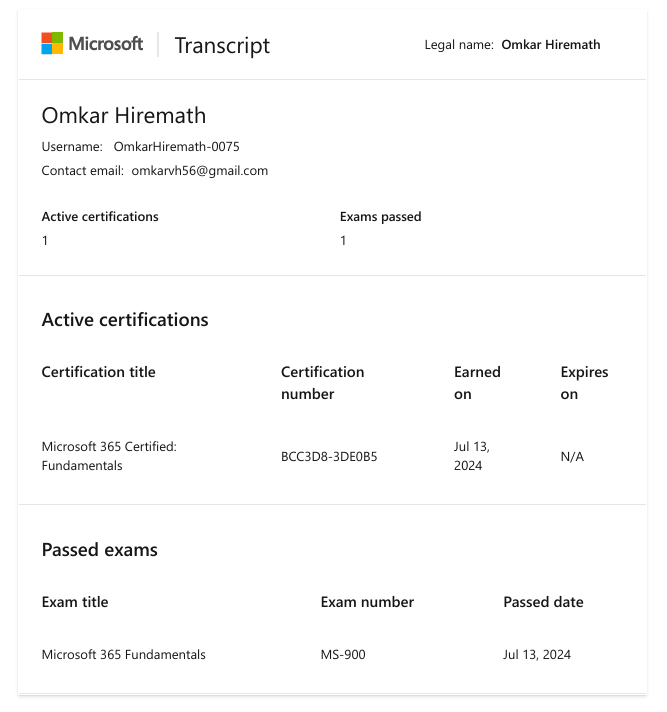 Microsoft | Transcript Legal name: Omkar Hiremath
Omkar Hiremath
Username: OmkarHiremath-0075
Contact email: omkarvh56@gmail.com
Active certifications Exams passed
1 1
Active certifications
Certification title Certification number Earned on Expires on
Microsoft 365 Certified: Fundamentals BCC3D8-3DE0B5 Jul 13, 2024 N/A
Passed exams
Exam title Exam number Passed date
Microsoft 365 Fundamentals MS-900 Jul 13, 2024